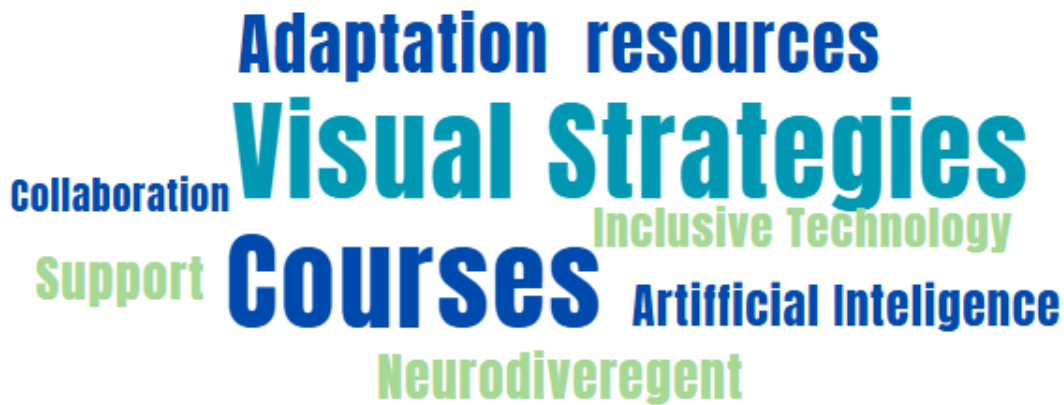 Adaptation resources
Visual Strategies
Collaboration
Inclusive Technology
Support
Courses
Artifficial Inteligence
Neurodiveregent